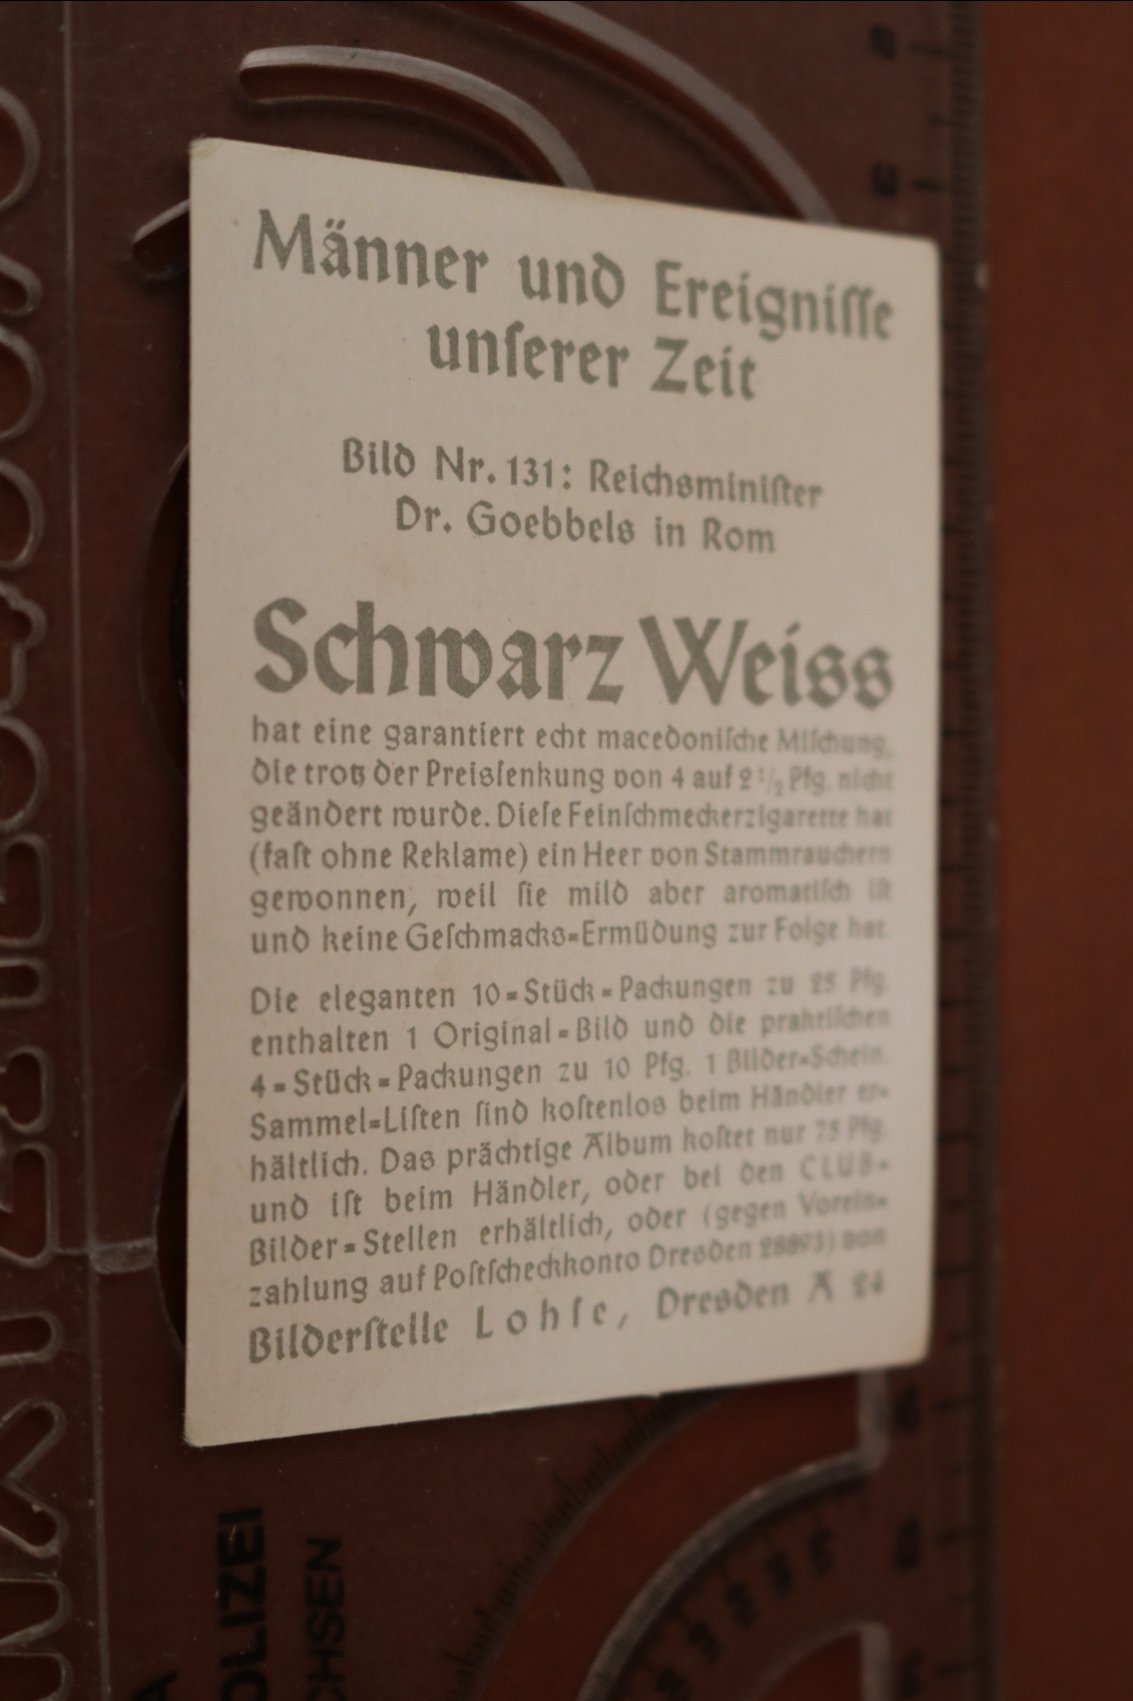 Männer und Ereigniſſe
unſerer Zeit
Bild Nr. 131: Reichsminiſter
Dr. Goebbels in Rom
Schwarz Weiss
hat eine garantiert echt macedoniſche Miſchung,
die trotz der Preisſenkung von 4 auf 2 1/2 Pfg. nicht
geändert wurde. Dieſe Feinſchmeckerzigarette hat
(faſt ohne Reklame) ein Heer von Stammrauchern
gewonnen, weil ſie mild aber aromatiſch iſt
und keine Geſchmacks=Ermüdung zur Folge hat.
Die eleganten 10=Stück=Packungen zu 25 Pfg.
enthalten 1 Original=Bild und die praktiſchen
4=Stück=Packungen zu 10 Pfg. 1 Bilder=Schein.
Sammel=Liſten ſind koſtenlos beim Händler er=
hältlich. Das prächtige Album koſtet nur 75 Pfg.
und iſt beim Händler, oder bei den CLUB=
Bilder=Stellen erhältlich, oder (gegen Vorein=
zahlung auf Poſtſcheckkonto Dresden 28893) von
Bilderſtelle Lohſe, Dresden A 24
OLIZEI
CHSEN